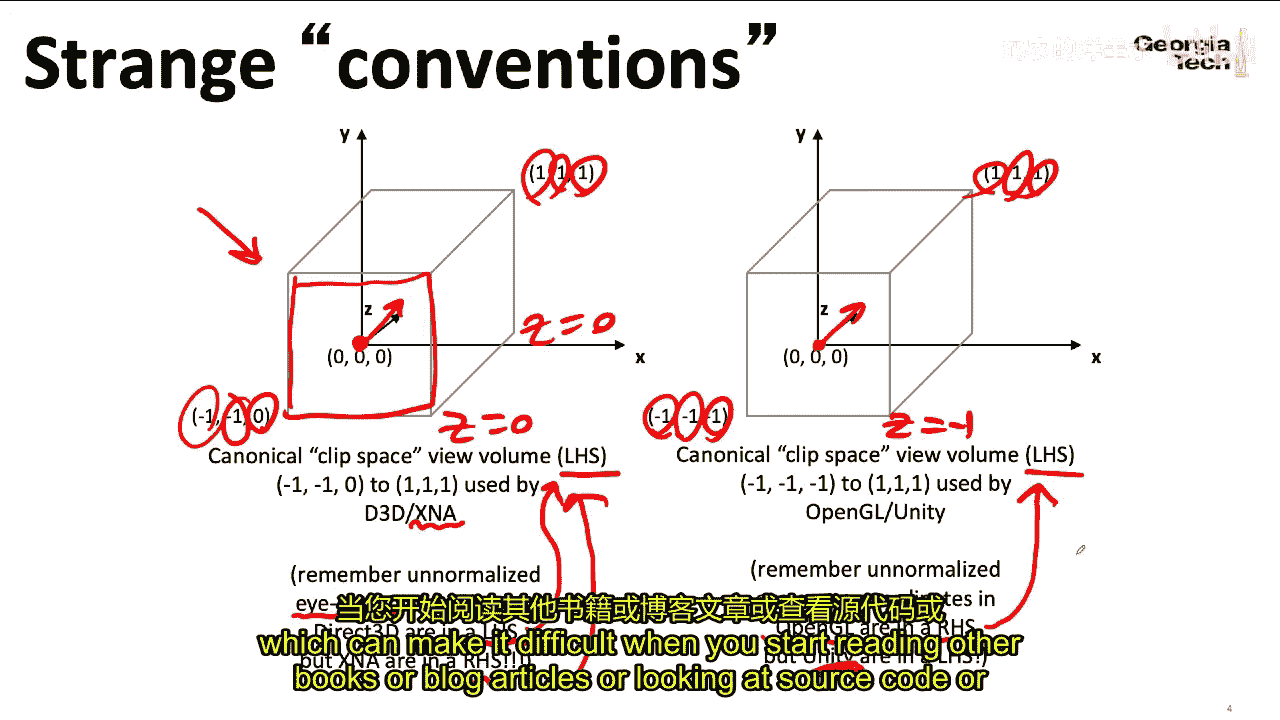 Strange “conventions”
Georgia
Tech
y
(1, 1, 1)
z
(0, 0, 0)
x
z=0
(-1, -1, 0)
z=0
Canonical “clip space” view volume (LHS)
(-1, -1, 0) to (1,1,1) used by
D3D/XNA
(remember unnormalized
Direct3D are in a LHS
but XNA are in a RHS!!!)
y
(1, 1, 1)
z
(0, 0, 0)
x
(-1, -1, -1)
z=-1
Canonical “clip space” view volume (LHS)
(-1, -1, -1) to (1,1,1) used by
OpenGL/Unity
(remember unnormalized
OpenGL are in a RHS
but Unity are in a LHS!)
当您开始阅读其他书籍或博客文章或查看源代码或
which can make it difficult when you start reading other
books or blog articles or looking at source code or
4